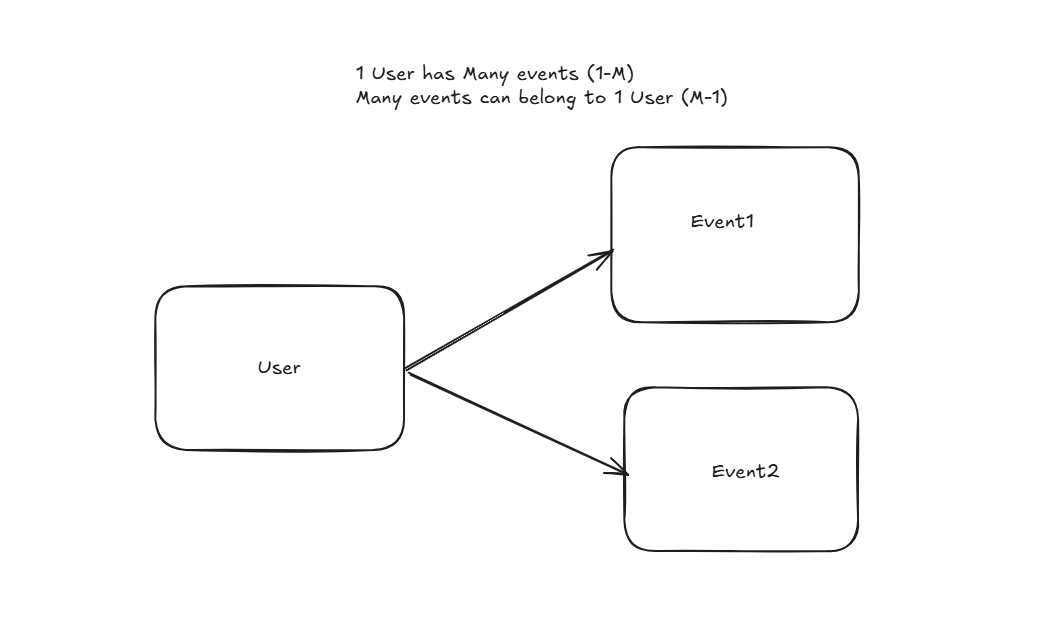 1 User has Many events (1-M)
Many events can belong to 1 User (M-1)
Event1
User
Event2